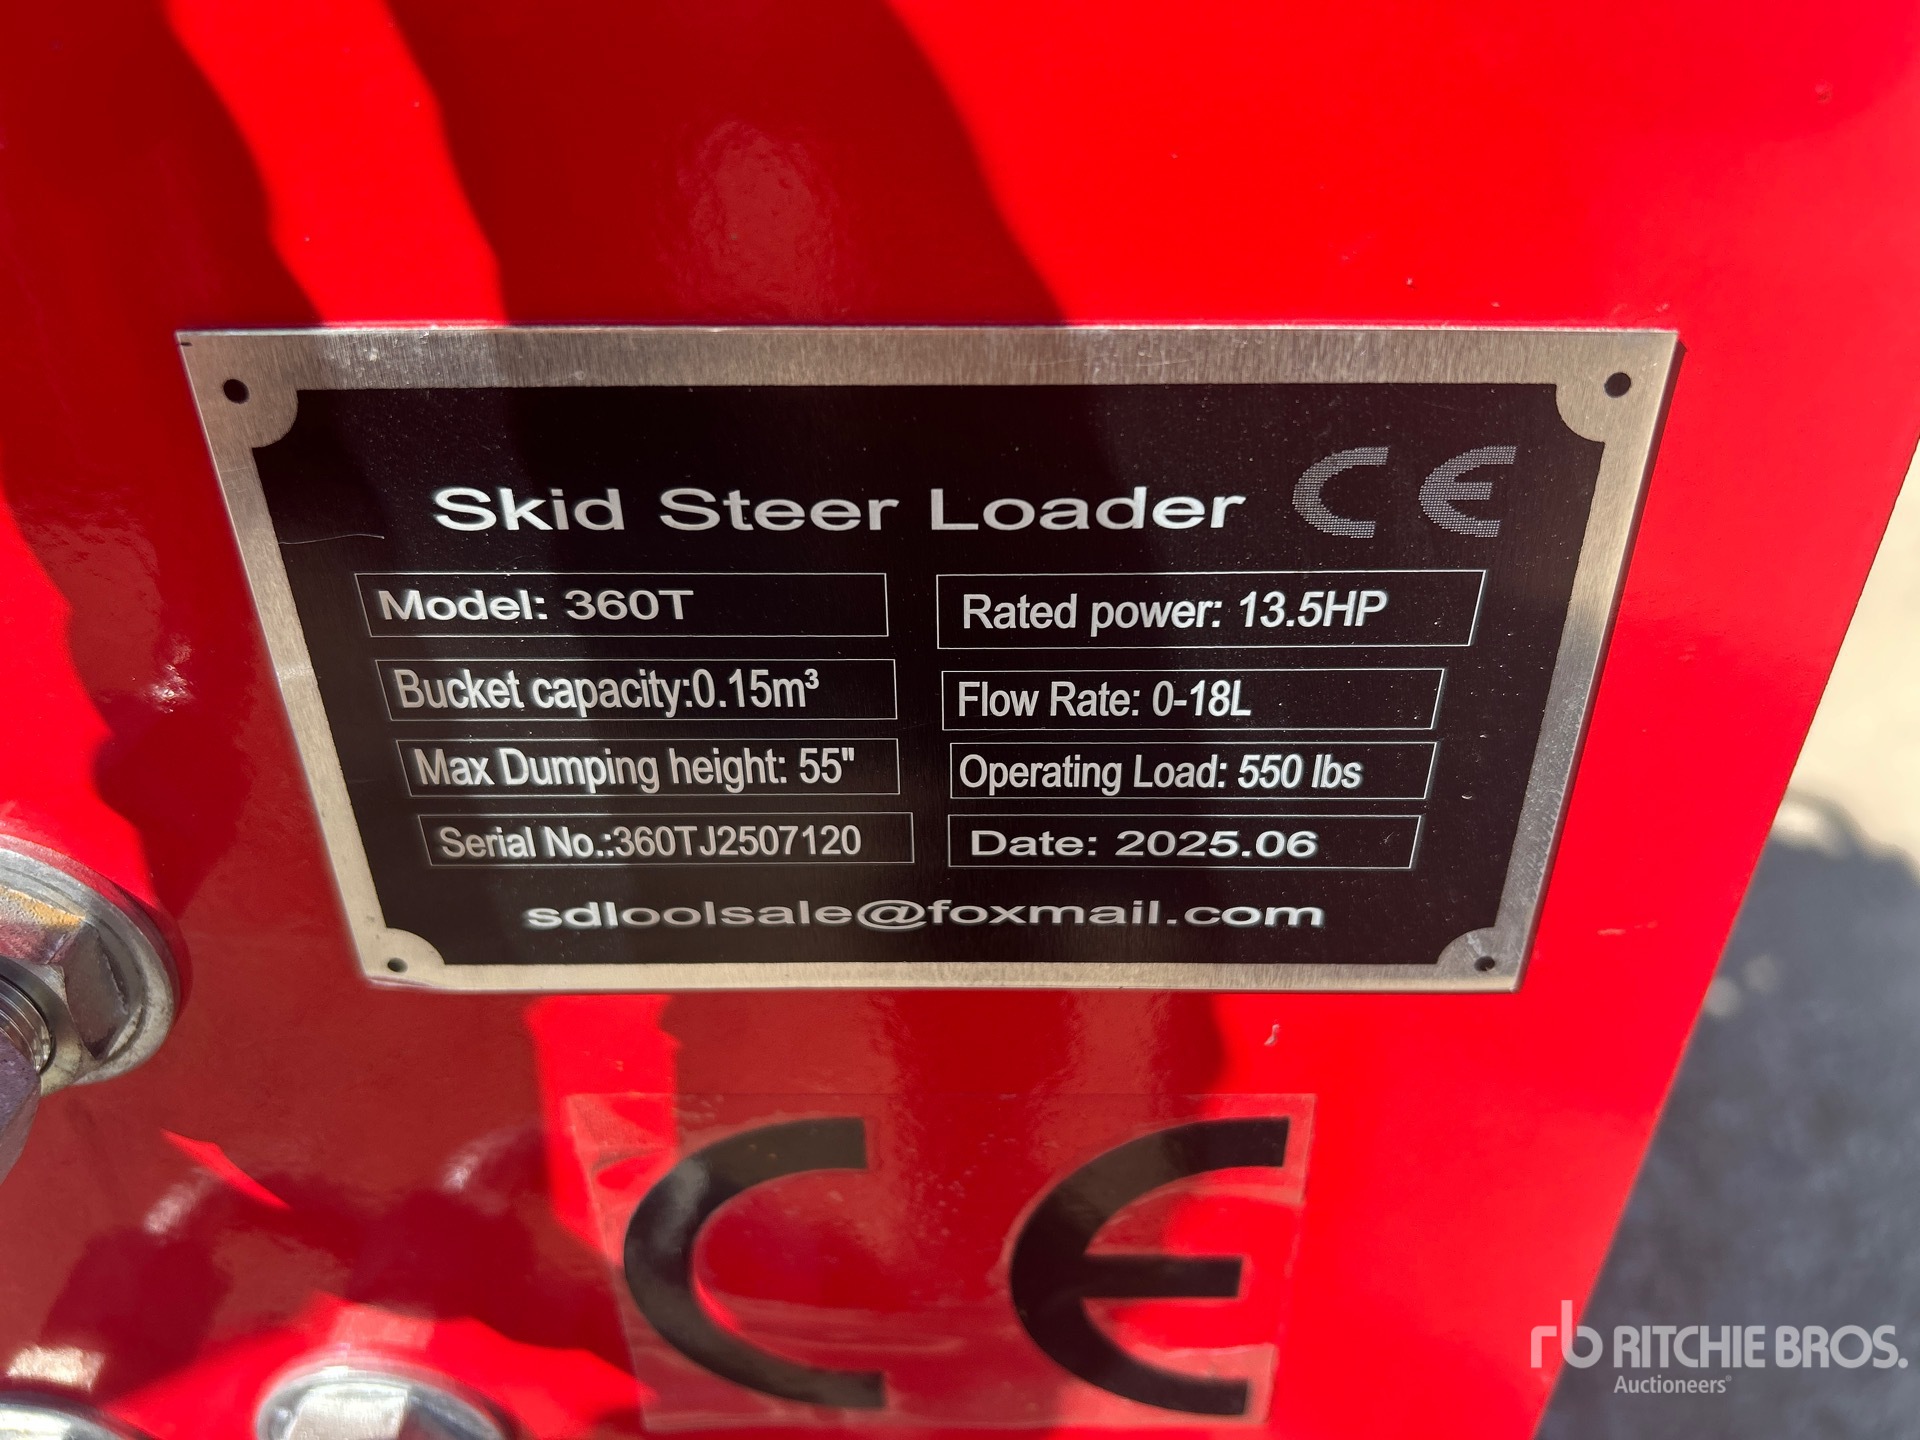 Skid Steer Loader CE
Model: 360T
Rated power: 13.5HP
Bucket capacity:0.15m³
Flow Rate: 0-18L
Max Dumping height: 55"
Operating Load: 550 lbs
Serial No.:360TJ2507120
Date: 2025.06
sdloolsale@foxmail.com
CE
rb RITCHIE BROS.
Auctioneers